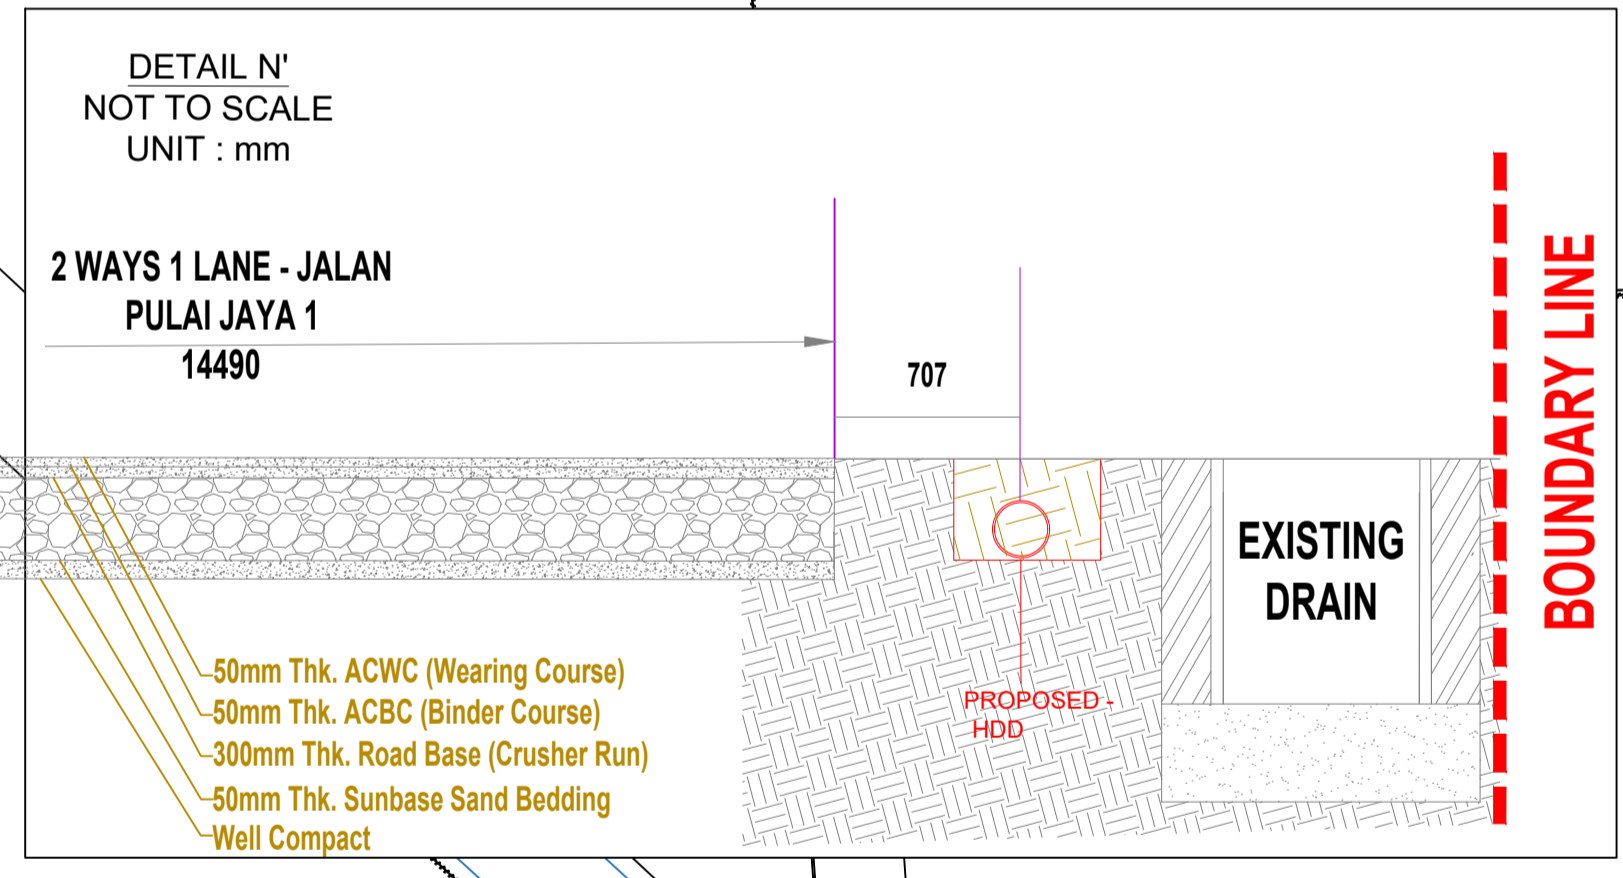 DETAIL N'
NOT TO SCALE
UNIT : mm
2 WAYS 1 LANE - JALAN
PULAI JAYA 1
14490
707
EXISTING
DRAIN
BOUNDARY LINE
50mm Thk. ACWC (Wearing Course)
50mm Thk. ACBC (Binder Course)
300mm Thk. Road Base (Crusher Run)
50mm Thk. Sunbase Sand Bedding
Well Compact
PROPOSED -
HDD